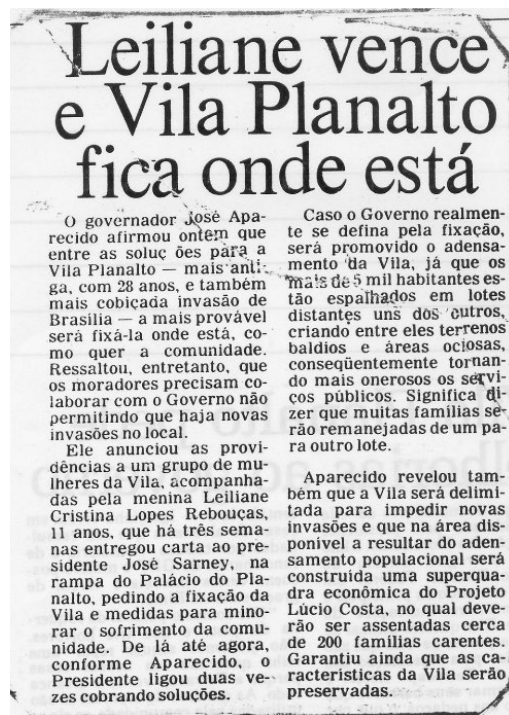 Leiliane vence
e Vila Planalto
fica onde está
O governador José Apa-
recido afirmou ontem que
entre as soluç ões para a
Vila Planalto — mais anti-
ga, com 28 anos, e também
mais cobiçada invasão de
Brasília — a mais provável
será fixá-la onde está, co-
mo quer a comunidade.
Ressaltou, entretanto, que
os moradores precisam co-
laborar com o Governo não
permitindo que haja novas
invasões no local.
Ele anunciou as provi-
dências a um grupo de mu-
lheres da Vila, acompanha-
das pela menina Leiliane
Cristina Lopes Rebouças,
11 anos, que há três sema-
nas entregou carta ao pre-
sidente José Sarney, na
rampa do Palácio do Pla-
nalto, pedindo a fixação da
Vila e medidas para mino-
rar o sofrimento da comu-
nidade. De lá até agora,
conforme Aparecido, o
Presidente ligou duas ve-
zes cobrando soluções.
Caso o Governo realmen-
te se defina pela fixação,
será promovido o adensa-
mento da Vila, já que os
mais de 5 mil habitantes es-
tão espalhados em lotes
distantes uns dos outros,
criando entre eles terrenos
baldios e áreas ociosas,
conseqüentemente tornan-
do mais onerosos os servi-
ços públicos. Significa di-
zer que muitas famílias se-
rão remanejadas de um pa-
ra outro lote.
Aparecido revelou tam-
bém que a Vila será delimi-
tada para impedir novas
invasões e que na área dis-
ponível a resultar do aden-
samento populacional será
construída uma superqua-
dra econômica do Projeto
Lúcio Costa, no qual deve-
rão ser assentadas cerca
de 200 famílias carentes.
Garantiu ainda que as ca-
racterísticas da Vila serão
preservadas.